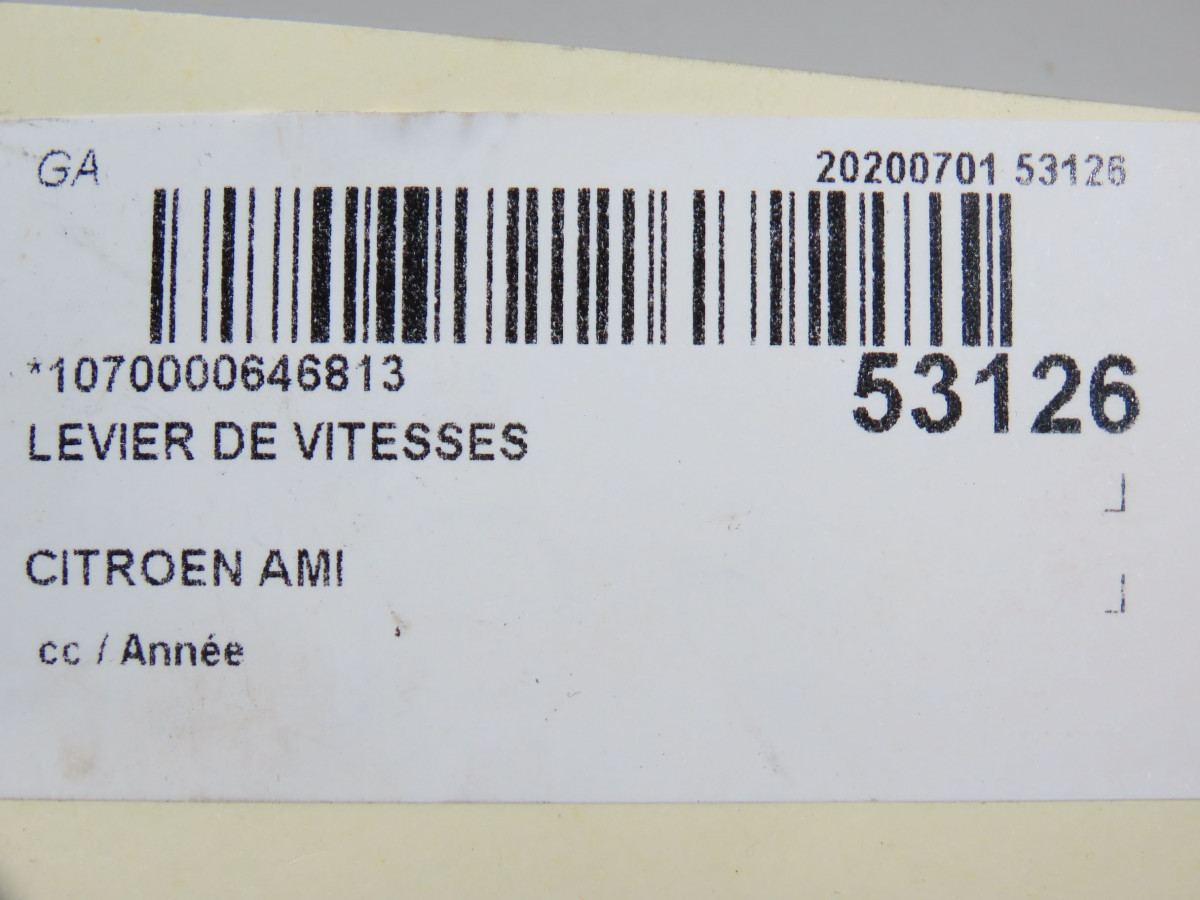 GA
20200701 53126
*1070000646813
53126
LEVIER DE VITESSES
CITROEN AMI
cc / Année